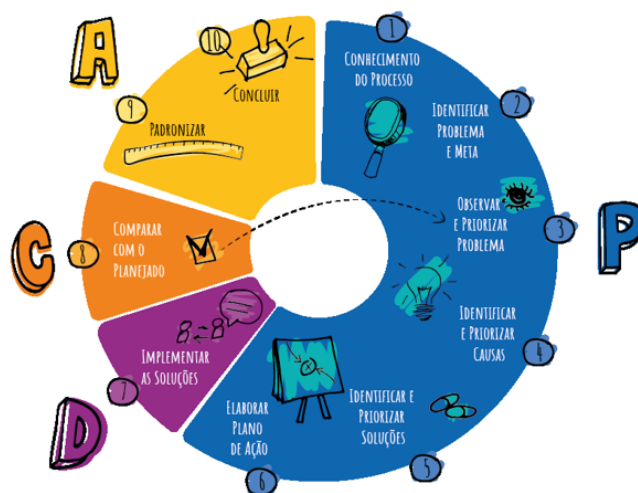 P
1
Conhecimento
do Processo
2
Identificar
Problema
e Meta
3
Observar
e Priorizar
Problema
4
Identificar
e Priorizar
Causas
5
Identificar e
Priorizar
Soluções
6
Elaborar
Plano
de Ação
D
7
Implementar
as Soluções
C
8
Comparar
com o
Planejado
A
9
Padronizar
10
Concluir